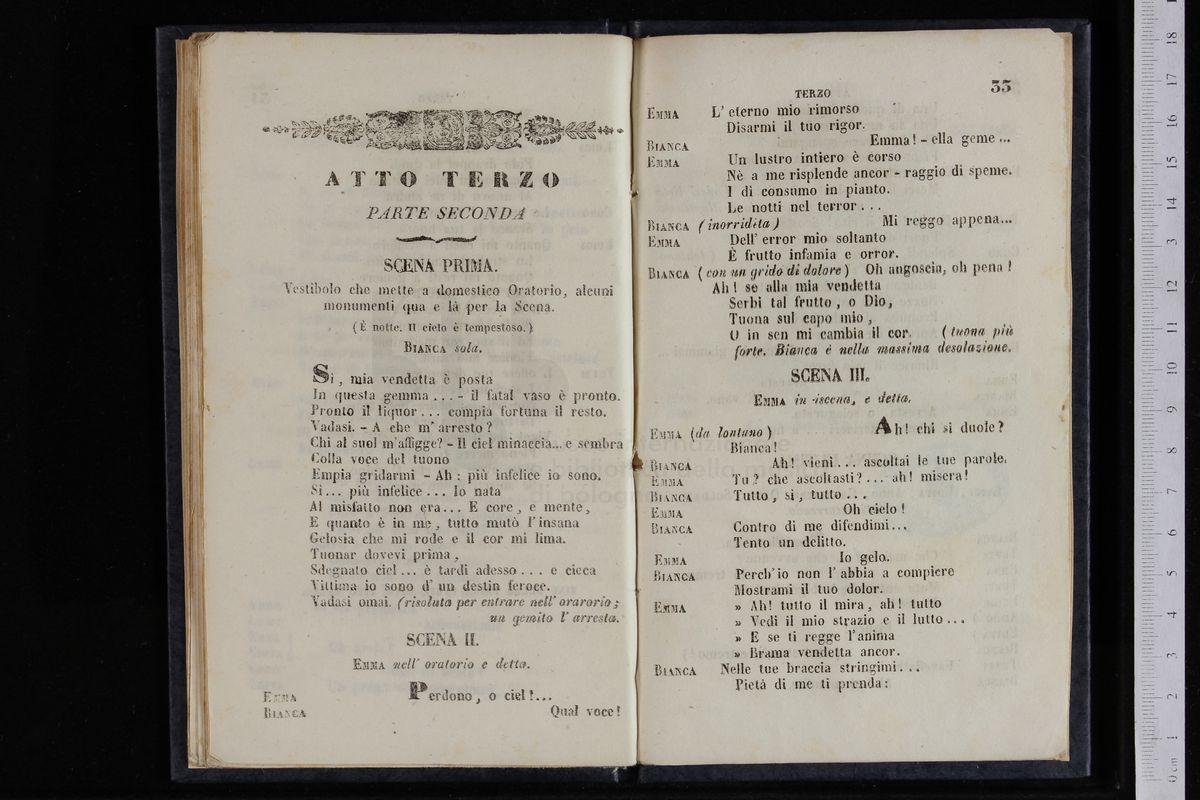 ATTO TERZO
PARTE SECONDA
SCENA PRIMA.
Vestibolo che mette a domestico Oratorio, alcuni
monumenti qua e là per la Scena.
(È notte. Il cielo è tempestoso.)
BIANCA sola.
Si, mia vendetta è posta
In questa gemma ... - il fatal vaso è pronto.
Pronto il liquor ... compia fortuna il resto.
Vadasi. - A che m'arresto?
Chi al suol m'affigge? - Il ciel minaccia... e sembra
Colla voce del tuono
Empia gridarmi - Ah: più infelice io sono.
Sì... più infelice ... Io nata
Al misfatto non era... E core, e mente,
E quanto è in me, tutto mutò l'insana
Gelosia che mi rode e il cor mi lima.
Tuonar dovevi prima,
Sdegnato ciel... è tardi adesso ... e cieca
Vittima io sono d'un destin feroce.
Vadasi omai. (risoluta per entrare nell' orarorio;
un gemito l'arresta.
SCENA II.
EMMA nell' oratorio e detta.
EMMA Perdono, o ciel!...
BIANCA Qual voce!
TERZO 33
EMMA L'eterno mio rimorso
Disarmi il tuo rigor.
BIANCA Emma! - ella geme...
EMMA Un lustro intiero è corso
Nè a me risplende ancor - raggio di speme.
I dì consumo in pianto.
Le notti nel terror ...
BIANCA (inorridita) Mi reggo appena...
EMMA Dell'error mio soltanto
È frutto infamia e orror.
BIANCA (con un grido di dolore) Oh angoscia, oh pena!
Ah! se alla mia vendetta
Serbi tal frutto, o Dio,
Tuona sul capo mio,
O in sen mi cambia il cor. (tuona più
forte. Bianca è nella massima desolazione.
SCENA III.
EMMA in iscena, e detta.
EMMA (da lontano) Ah! chi si duole?
Bianca!
BIANCA Ah! vieni... ascoltai le tue parole.
EMMA Tu? che ascoltasti?... ah! misera!
BIANCA Tutto, si, tutto ...
EMMA Oh cielo!
BIANCA Contro di me difendimi...
Tento un delitto.
EMMA Io gelo.
BIANCA Perch'io non l'abbia a compiere
Mostrami il tuo dolor.
EMMA » Ah! tutto il mira, ah! tutto
» Vedi il mio strazio e il lutto ...
» E se ti regge l'anima
» Brama vendetta ancor.
BIANCA Nelle tue braccia stringimi...
Pietà di me ti prenda: